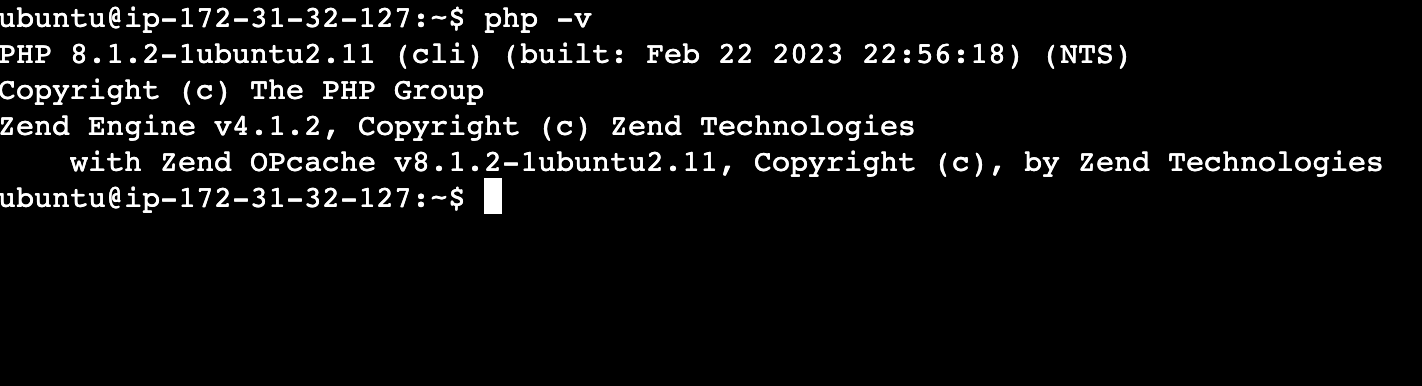 ubuntu@ip-172-31-32-127:~$ php -v
PHP 8.1.2-1ubuntu2.11 (cli) (built: Feb 22 2023 22:56:18) (NTS)
Copyright (c) The PHP Group
Zend Engine v4.1.2, Copyright (c) Zend Technologies
    with Zend OPcache v8.1.2-1ubuntu2.11, Copyright (c), by Zend Technologies
ubuntu@ip-172-31-32-127:~$